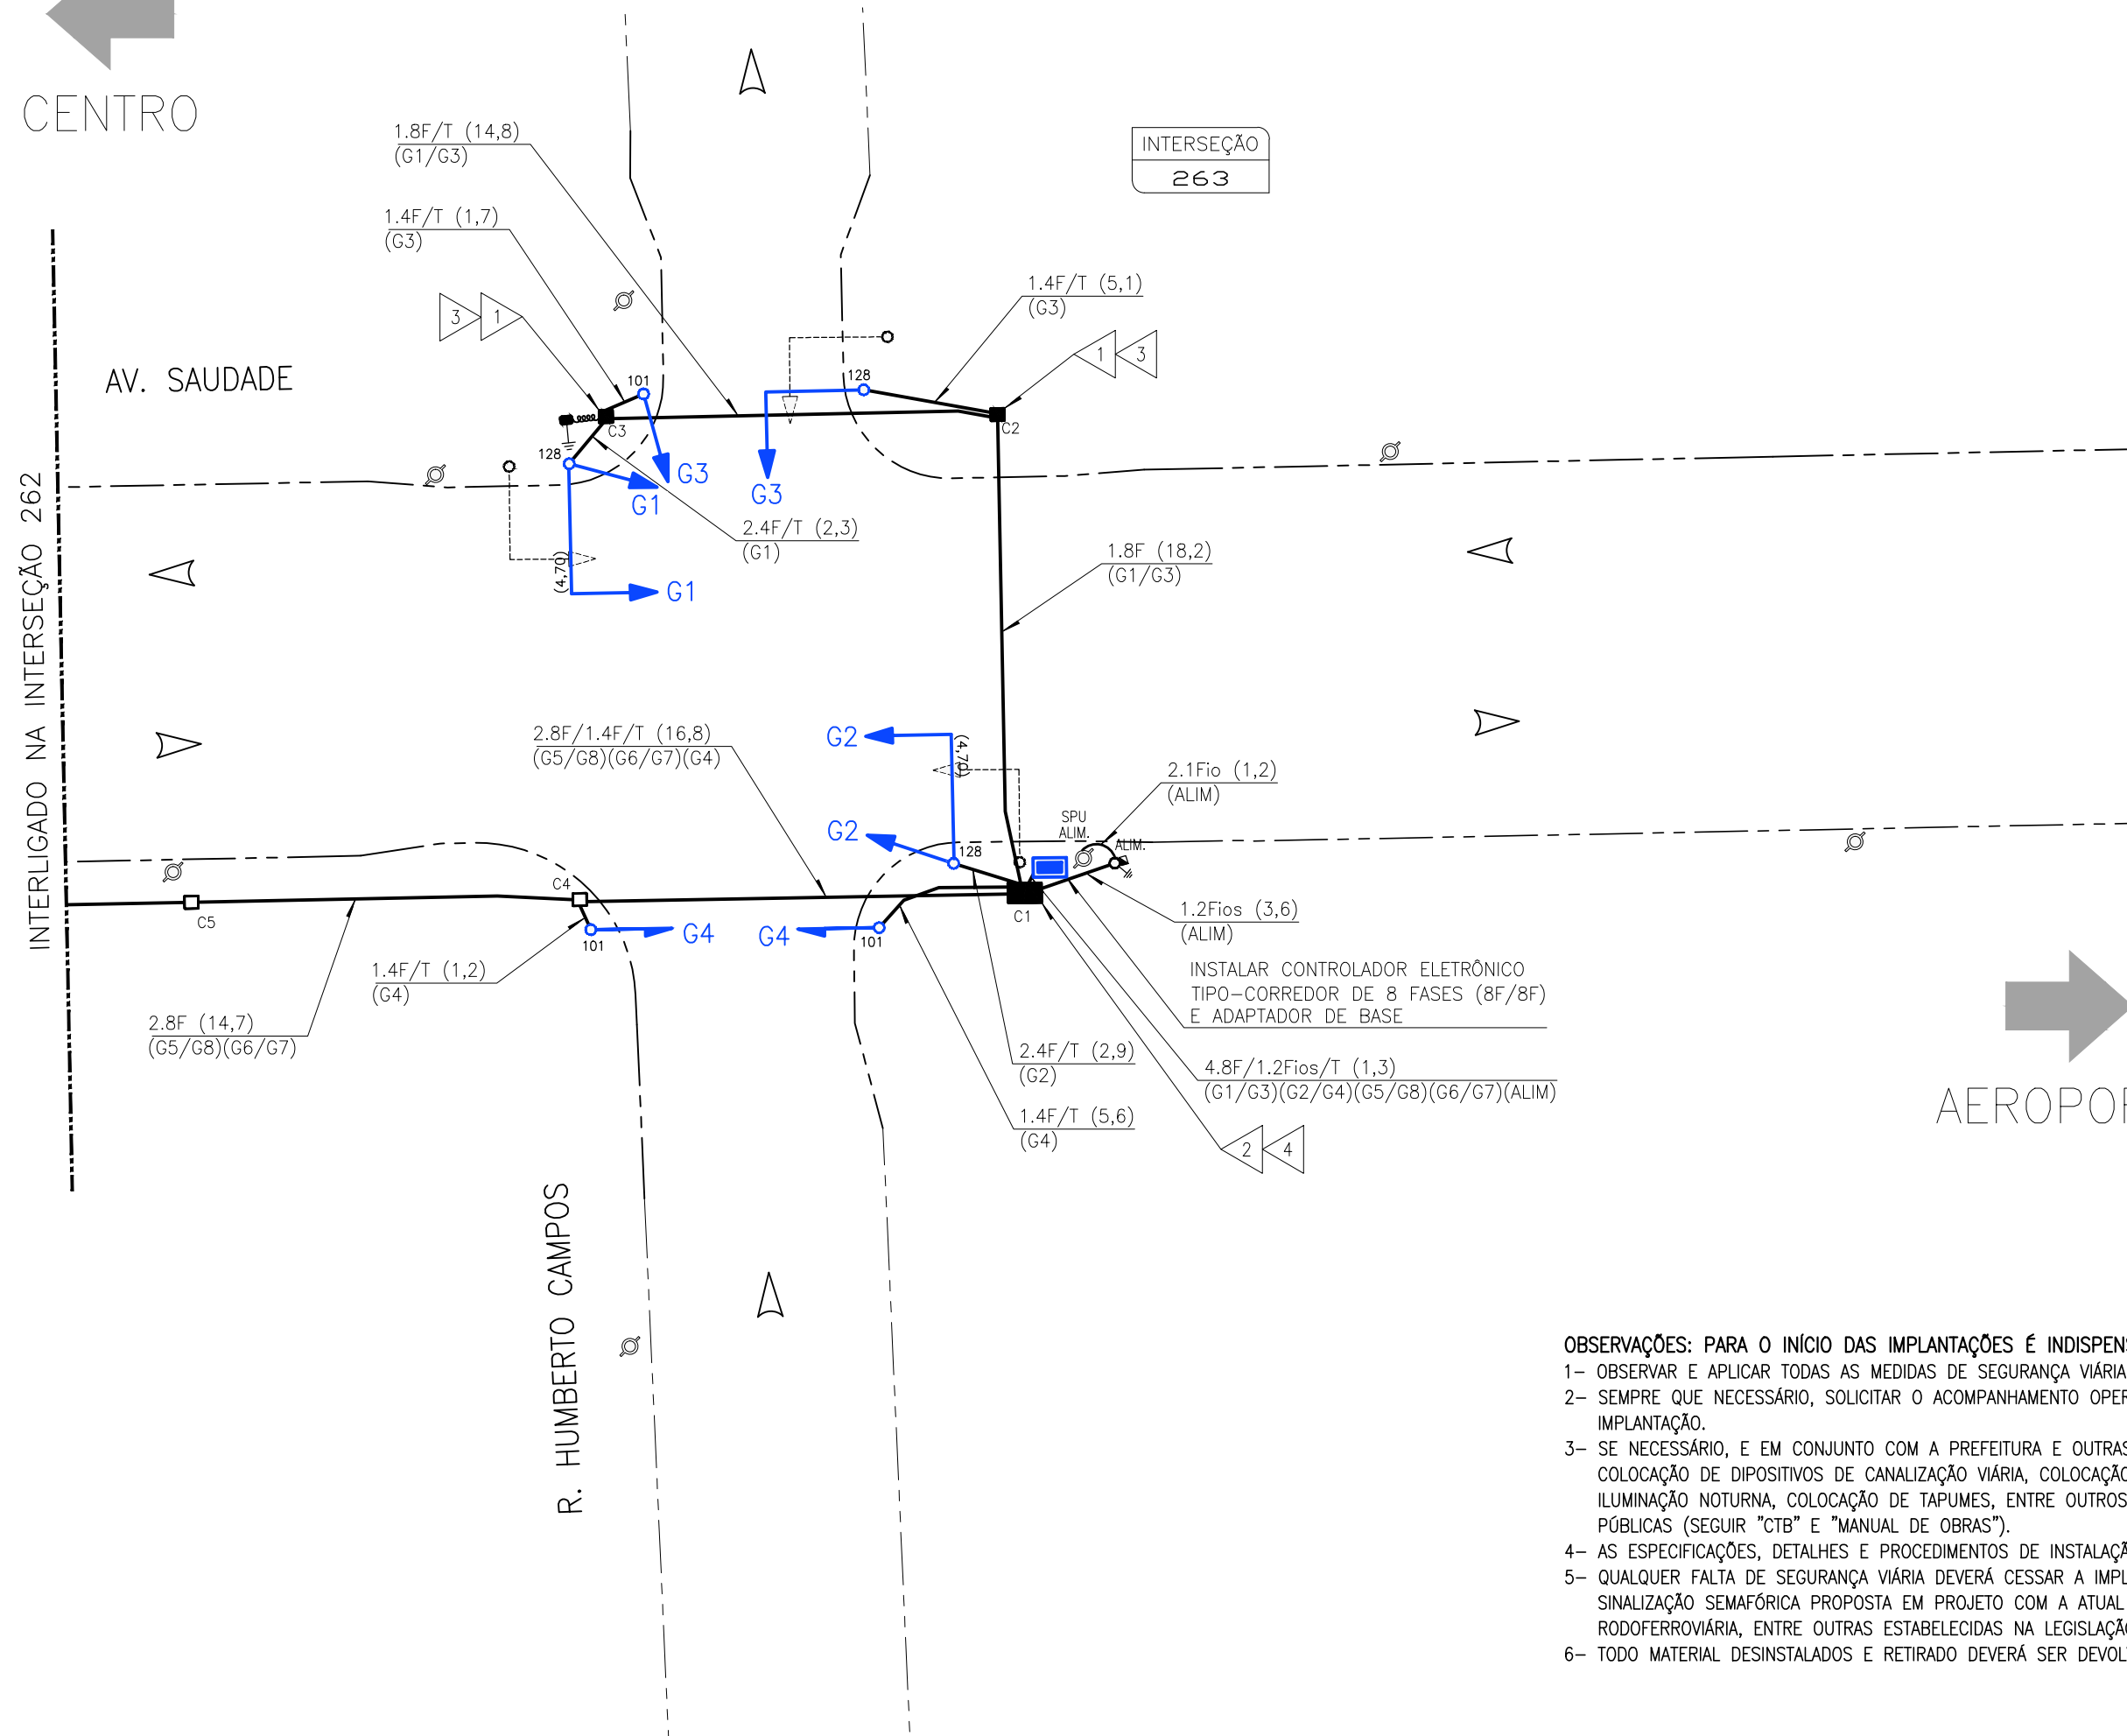 CENTRO
1.8F/T (14,8)
(G1/G3)
INTERSEÇÃO
263
1.4F/T (1,7)
(G3)
1.4F/T (5,1)
(G3)
3
1
1
3
AV. SAUDADE
101
128
C3
C2
128
G3
G3
G1
2.4F/T (2,3)
(G1)
1.8F (18,2)
(G1/G3)
(4,70)
G1
INTERLIGADO NA INTERSEÇÃO 262
2.8F/1.4F/T (16,8)
(G5/G8)(G6/G7)(G4)
G2
(4,70)
2.1Fio (1,2)
(ALIM)
SPU
ALIM.
ALIM.
G2
128
C4
C5
C1
101
G4
G4
101
1.2Fios (3,6)
(ALIM)
1.4F/T (1,2)
(G4)
INSTALAR CONTROLADOR ELETRÔNICO
TIPO-CORREDOR DE 8 FASES (8F/8F)
E ADAPTADOR DE BASE
2.8F (14,7)
(G5/G8)(G6/G7)
2.4F/T (2,9)
(G2)
4.8F/1.2Fios/T (1,3)
(G1/G3)(G2/G4)(G5/G8)(G6/G7)(ALIM)
1.4F/T (5,6)
(G4)
2
4
R. HUMBERTO CAMPOS
OBSERVAÇÕES: PARA O INÍCIO DAS IMPLANTAÇÕES É
1- OBSERVAR E APLICAR TODAS AS MEDIDAS DE SEGURANÇA VIÁRIA
2- SEMPRE QUE NECESSÁRIO, SOLICITAR O ACOMPANHAMENTO
IMPLANTAÇÃO.
3- SE NECESSÁRIO, E EM CONJUNTO COM A PREFEITURA E OUTRAS
COLOCAÇÃO DE DIPOSITIVOS DE CANALIZAÇÃO VIÁRIA, COLOCAÇÃO
ILUMINAÇÃO NOTURNA, COLOCAÇÃO DE TAPUMES, ENTRE OUTROS
PÚBLICAS (SEGUIR "CTB" E "MANUAL DE OBRAS").
4- AS ESPECIFICAÇÕES, DETALHES E PROCEDIMENTOS DE
5- QUALQUER FALTA DE SEGURANÇA VIÁRIA DEVERÁ CESSAR A
SINALIZAÇÃO SEMAFÓRICA PROPOSTA EM PROJETO COM A ATUAL
RODOFERROVIÁRIA, ENTRE OUTRAS ESTABELECIDAS NA
6- TODO MATERIAL DESINSTALADOS E RETIRADO DEVERÁ SER